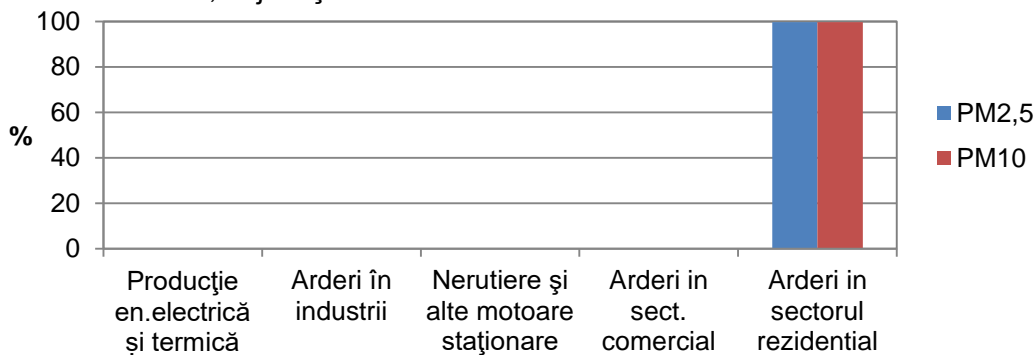 100
80
60
40
20
0
%
PM2,5
PM10
Producţie
en.electrică
și termică
Arderi în
industrii
Nerutiere şi
alte motoare
staţionare
Arderi in
sect.
comercial
Arderi in
sectorul
rezidential